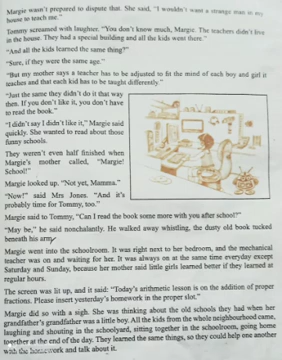 Margie wasn't prepared to dispute that. She said, "I wouldn't want a strange man in my
house to teach me."
Tommy screamed with laughter. "You don't know much, Margie. The teachers didn't live
in the house. They had a special building and all the kids went there."
"And all the kids learned the same thing?"
"Sure, if they were the same age."
"But my mother says a teacher has to be adjusted to fit the mind of each boy and girl it
teaches and that each kid has to be taught differently."
"Just the same they didn't do it that way
then. If you don't like it, you don't have
to read the book."
"I didn't say I didn't like it," Margie said
quickly. She wanted to read about those
funny schools.
They weren't even half finished when
Margie's mother called, "Margie!
School!"
Margie looked up. "Not yet, Mamma."
"Now!" said Mrs Jones. "And it's
probably time for Tommy, too."
Margie said to Tommy, "Can I read the book some more with you after school?"
"May be," he said nonchalantly. He walked away whistling, the dusty old book tucked
beneath his arm
Margie went into the schoolroom. It was right next to her bedroom, and the mechanical
teacher was on and waiting for her. It was always on at the same time everyday except
Saturday and Sunday, because her mother said little girls learned better if they learned at
regular hours.
The screen was lit up, and it said: "Today's arithmetic lesson is on the addition of proper
fractions. Please insert yesterday's homework in the proper slot."
Margie did so with a sigh. She was thinking about the old schools they had when her
grandfather's grandfather was a little boy. All the kids from the whole neighbourhood came,
laughing and shouting in the schoolyard, sitting together in the schoolroom, going home
together at the end of the day. They learned the same things, so they could help one another
with the homework and talk about it.